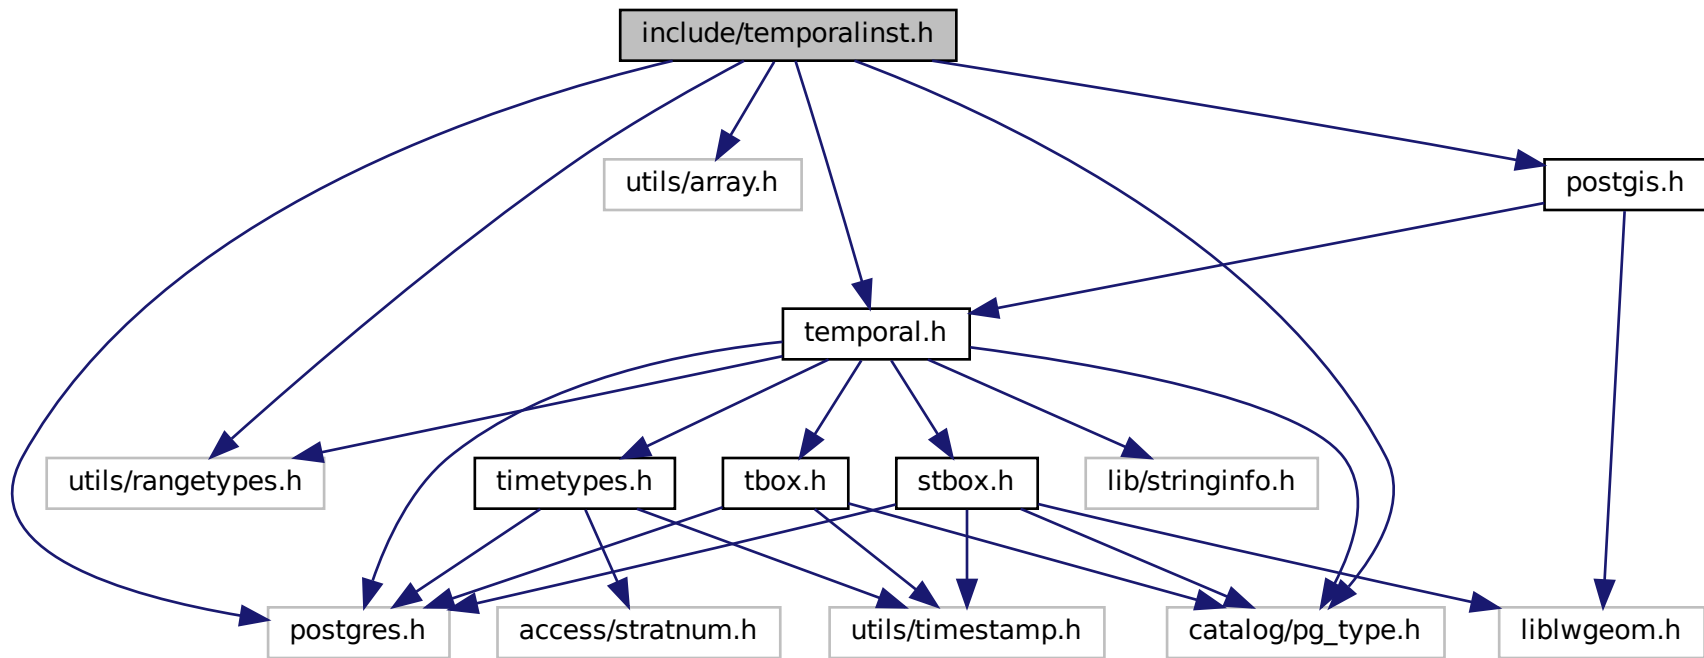 include/temporalinst.h
utils/array.h
postgis.h
temporal.h
utils/rangetypes.h
timetypes.h
tbox.h
stbox.h
lib/stringinfo.h
postgres.h
access/stratnum.h
utils/timestamp.h
catalog/pg_type.h
liblwgeom.h